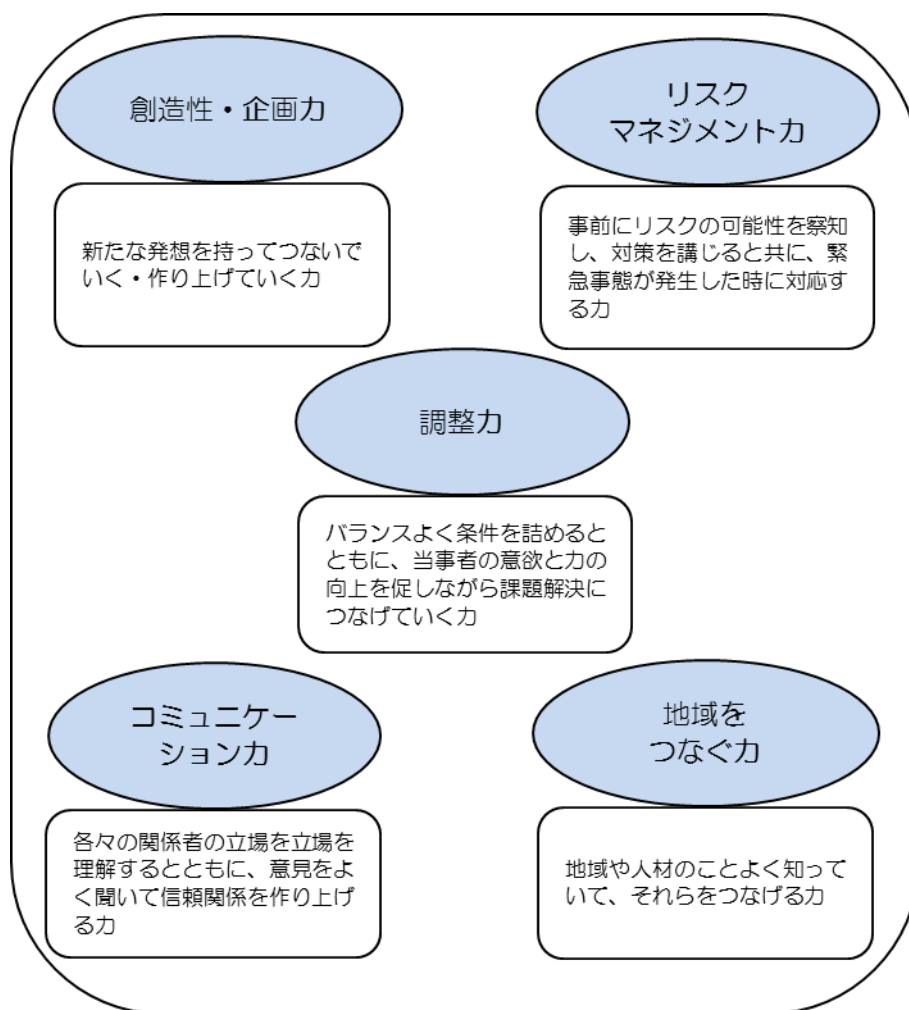 創造性・企画力
新たな発想を持ってつないで
いく・作り上げていく力
リスク
マネジメント力
事前にリスクの可能性を察知
し、対策を講じると共に、緊
急事態が発生した時に対応す
る力
調整力
バランスよく条件を詰めると
ともに、当事者の意欲と力の
向上を促しながら課題解決に
つなげていく力
コミュニケー
ション力
各々の関係者の立場を立場を
理解するとともに、意見をよ
く聞いて信頼関係を作り上げ
る力
地域を
つなぐ力
地域や人材のことよく知って
いて、それらをつなげる力